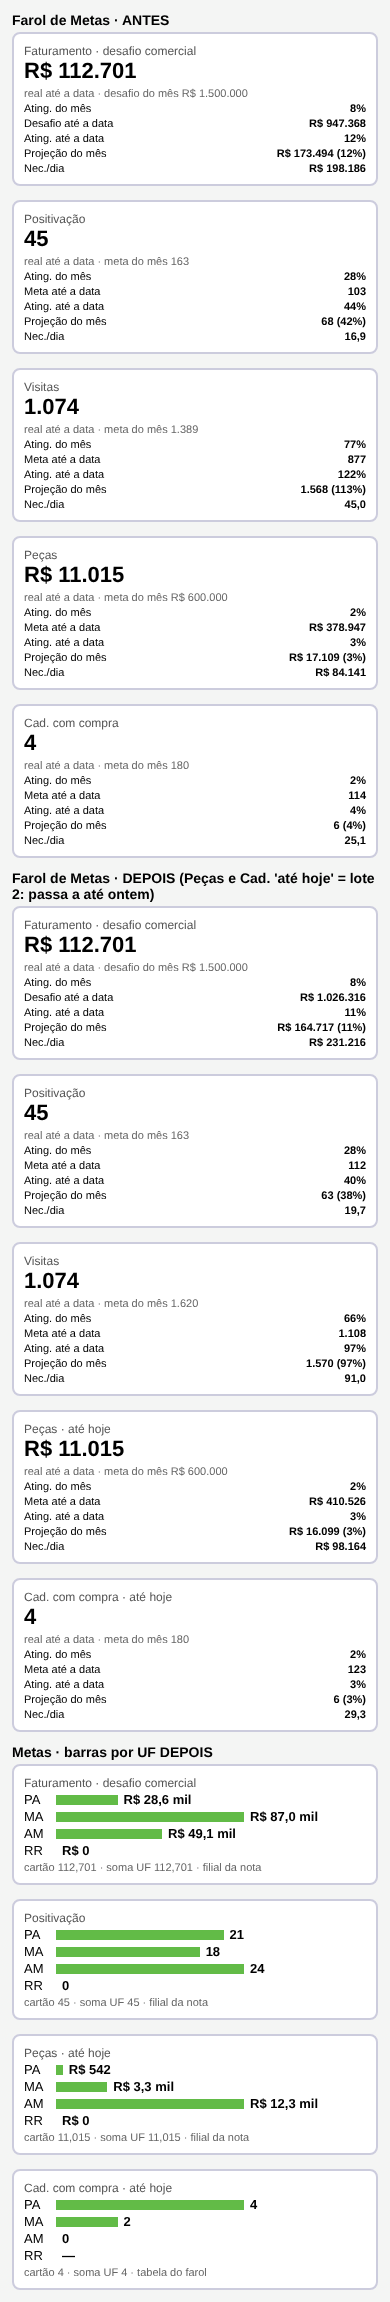 Farol de Metas · ANTES
Faturamento · desafio comercial
R$ 112.701
real até a data · desafio do mês R$ 1.500.000
Ating. do mês 8%
Desafio até a data R$ 947.368
Ating. até a data 12%
Projeção do mês R$ 173.494 (12%)
Nec./dia R$ 198.186
Positivação
45
real até a data · meta do mês 163
Ating. do mês 28%
Meta até a data 103
Ating. até a data 44%
Projeção do mês 68 (42%)
Nec./dia 16,9
Visitas
1.074
real até a data · meta do mês 1.389
Ating. do mês 77%
Meta até a data 877
Ating. até a data 122%
Projeção do mês 1.568 (113%)
Nec./dia 45,0
Peças
R$ 11.015
real até a data · meta do mês R$ 600.000
Ating. do mês 2%
Meta até a data R$ 378.947
Ating. até a data 3%
Projeção do mês R$ 17.109 (3%)
Nec./dia R$ 84.141
Cad. com compra
4
real até a data · meta do mês 180
Ating. do mês 2%
Meta até a data 114
Ating. até a data 4%
Projeção do mês 6 (4%)
Nec./dia 25,1
Farol de Metas · DEPOIS (Peças e Cad. 'até hoje' = lote
2: passa a até ontem)
Faturamento · desafio comercial
R$ 112.701
real até a data · desafio do mês R$ 1.500.000
Ating. do mês 8%
Desafio até a data R$ 1.026.316
Ating. até a data 11%
Projeção do mês R$ 164.717 (11%)
Nec./dia R$ 231.216
Positivação
45
real até a data · meta do mês 163
Ating. do mês 28%
Meta até a data 112
Ating. até a data 40%
Projeção do mês 63 (38%)
Nec./dia 19,7
Visitas
1.074
real até a data · meta do mês 1.620
Ating. do mês 66%
Meta até a data 1.108
Ating. até a data 97%
Projeção do mês 1.570 (97%)
Nec./dia 91,0
Peças · até hoje
R$ 11.015
real até a data · meta do mês R$ 600.000
Ating. do mês 2%
Meta até a data R$ 410.526
Ating. até a data 3%
Projeção do mês R$ 16.099 (3%)
Nec./dia R$ 98.164
Cad. com compra · até hoje
4
real até a data · meta do mês 180
Ating. do mês 2%
Meta até a data 123
Ating. até a data 3%
Projeção do mês 6 (3%)
Nec./dia 29,3
Metas · barras por UF DEPOIS
Faturamento · desafio comercial
PA R$ 28,6 mil
MA R$ 87,0 mil
AM R$ 49,1 mil
RR R$ 0
cartão 112,701 · soma UF 112,701 · filial da nota
Positivação
PA 21
MA 18
AM 24
RR 0
cartão 45 · soma UF 45 · filial da nota
Peças · até hoje
PA R$ 542
MA R$ 3,3 mil
AM R$ 12,3 mil
RR R$ 0
cartão 11,015 · soma UF 11,015 · filial da nota
Cad. com compra · até hoje
PA 4
MA 2
AM 0
RR —
cartão 4 · soma UF 4 · tabela do farol